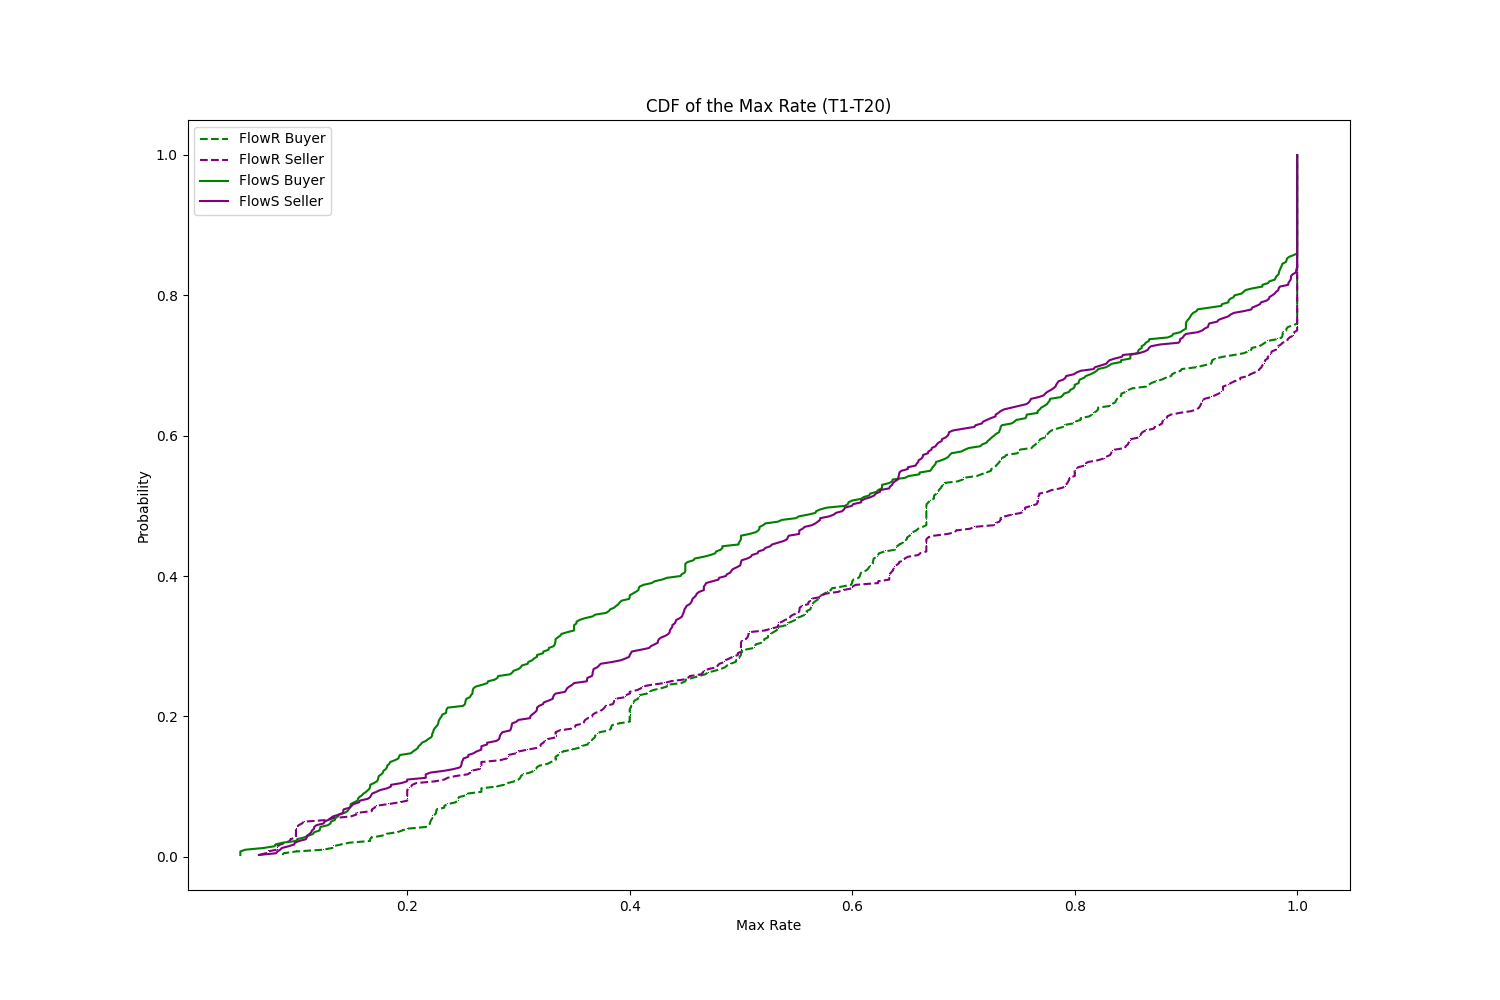 CDF of the Max Rate (T1-T20)
FlowR Buyer
FlowR Seller
FlowS Buyer
FlowS Seller
1.0
0.8
0.6
0.4
0.2
0.0
Probability
0.2 0.4 0.6 0.8 1.0
Max Rate